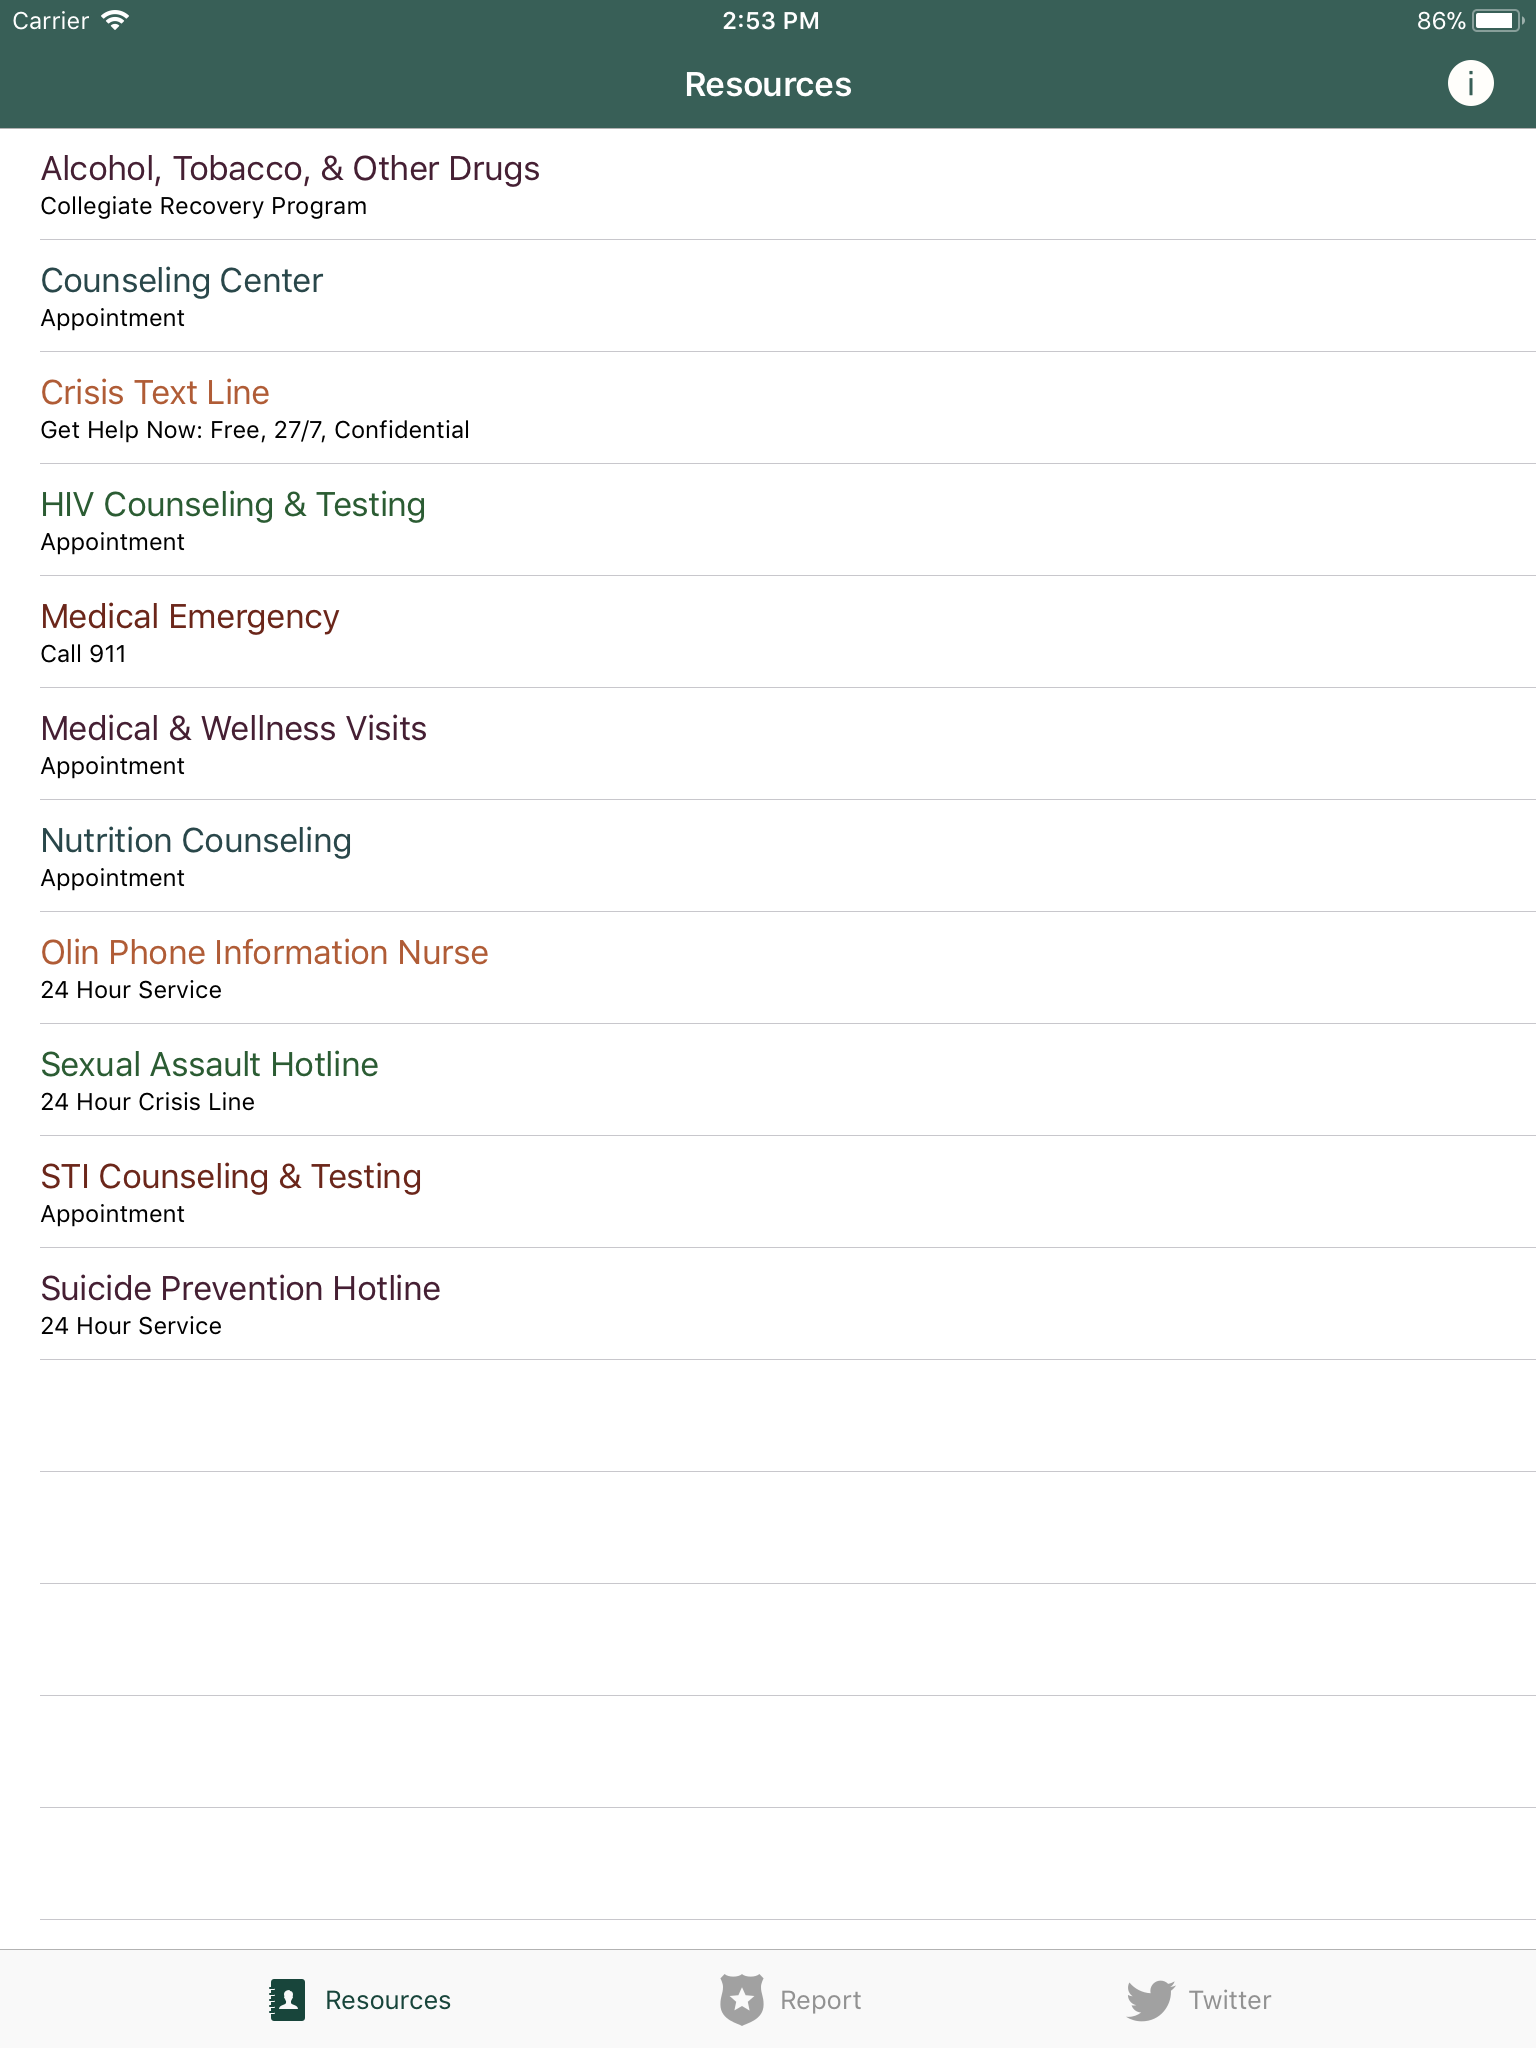 Carrier 2:53 PM 86%
Resources i
Alcohol, Tobacco, & Other Drugs
Collegiate Recovery Program
Counseling Center
Appointment
Crisis Text Line
Get Help Now: Free, 27/7, Confidential
HIV Counseling & Testing
Appointment
Medical Emergency
Call 911
Medical & Wellness Visits
Appointment
Nutrition Counseling
Appointment
Olin Phone Information Nurse
24 Hour Service
Sexual Assault Hotline
24 Hour Crisis Line
STI Counseling & Testing
Appointment
Suicide Prevention Hotline
24 Hour Service
Resources Report Twitter